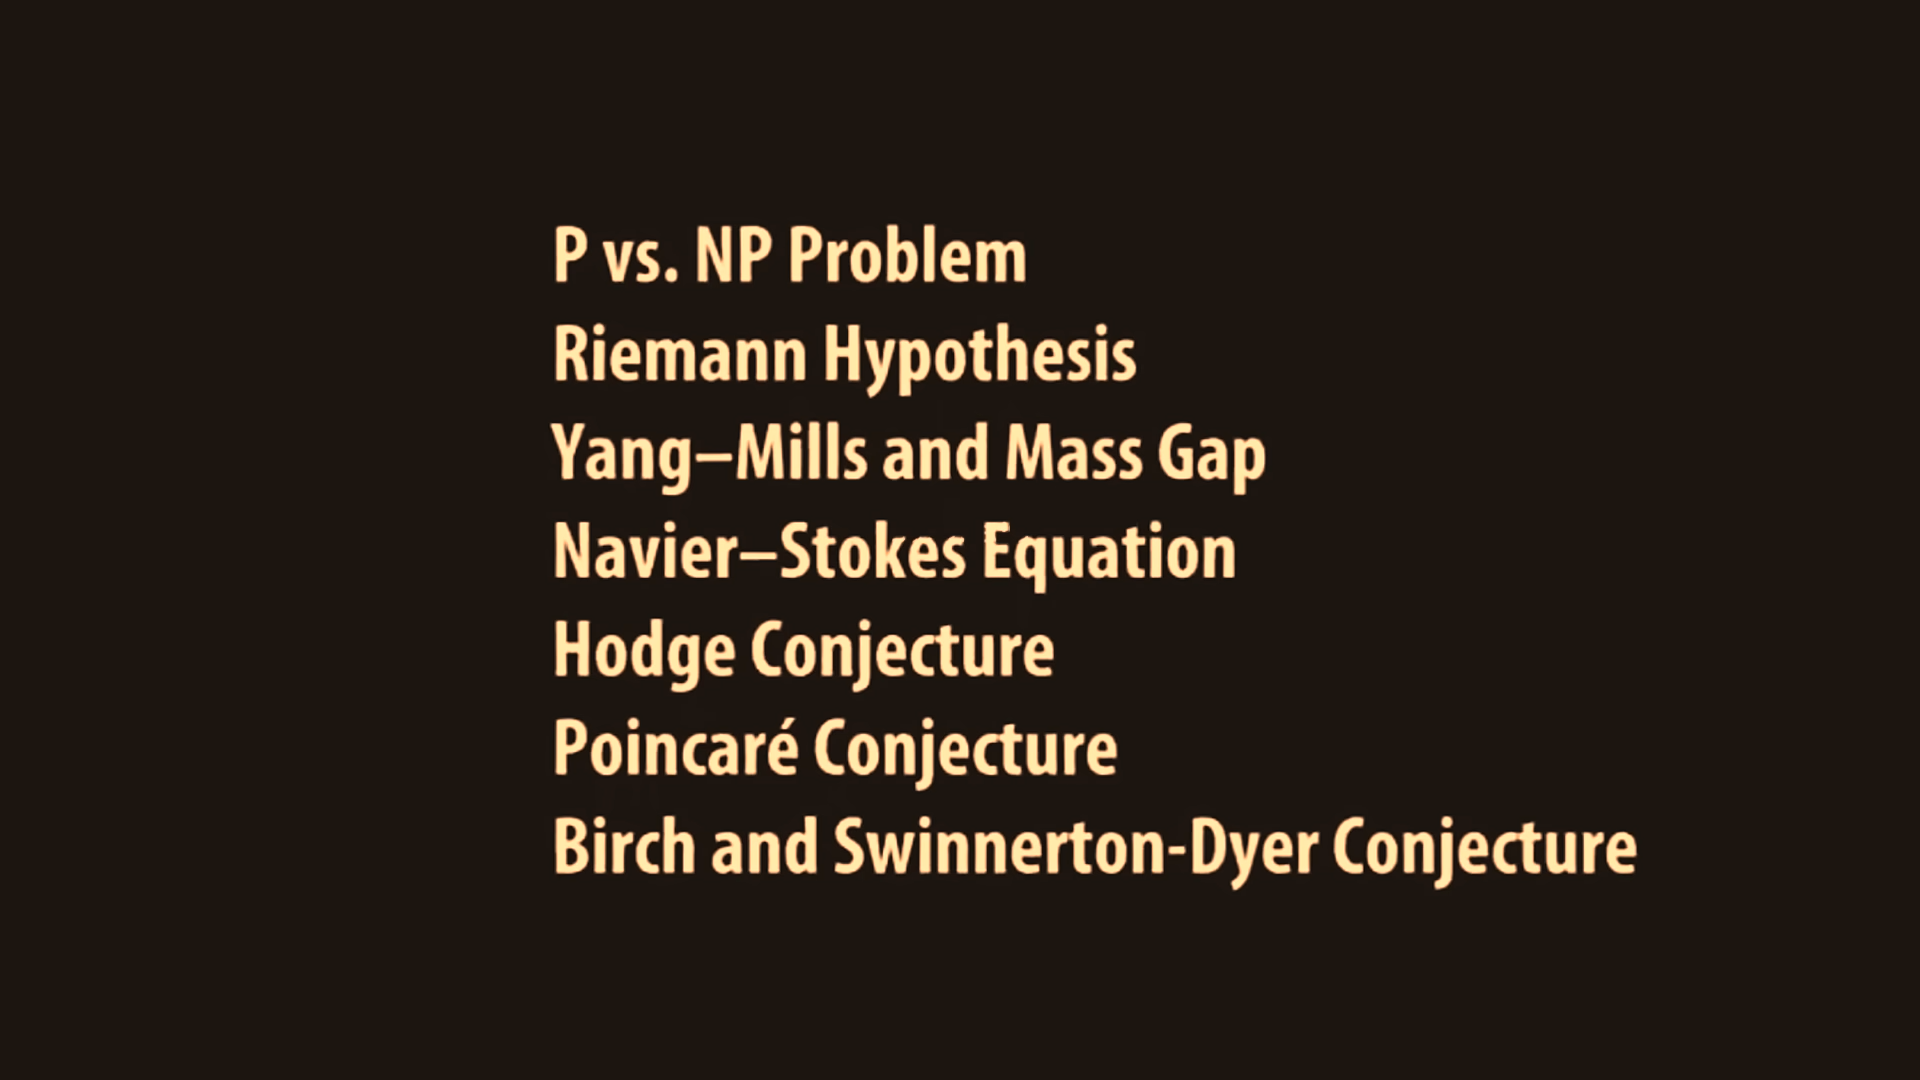 P vs. NP Problem
Riemann Hypothesis
Yang–Mills and Mass Gap
Navier–Stokes Equation
Hodge Conjecture
Poincaré Conjecture
Birch and Swinnerton-Dyer Conjecture